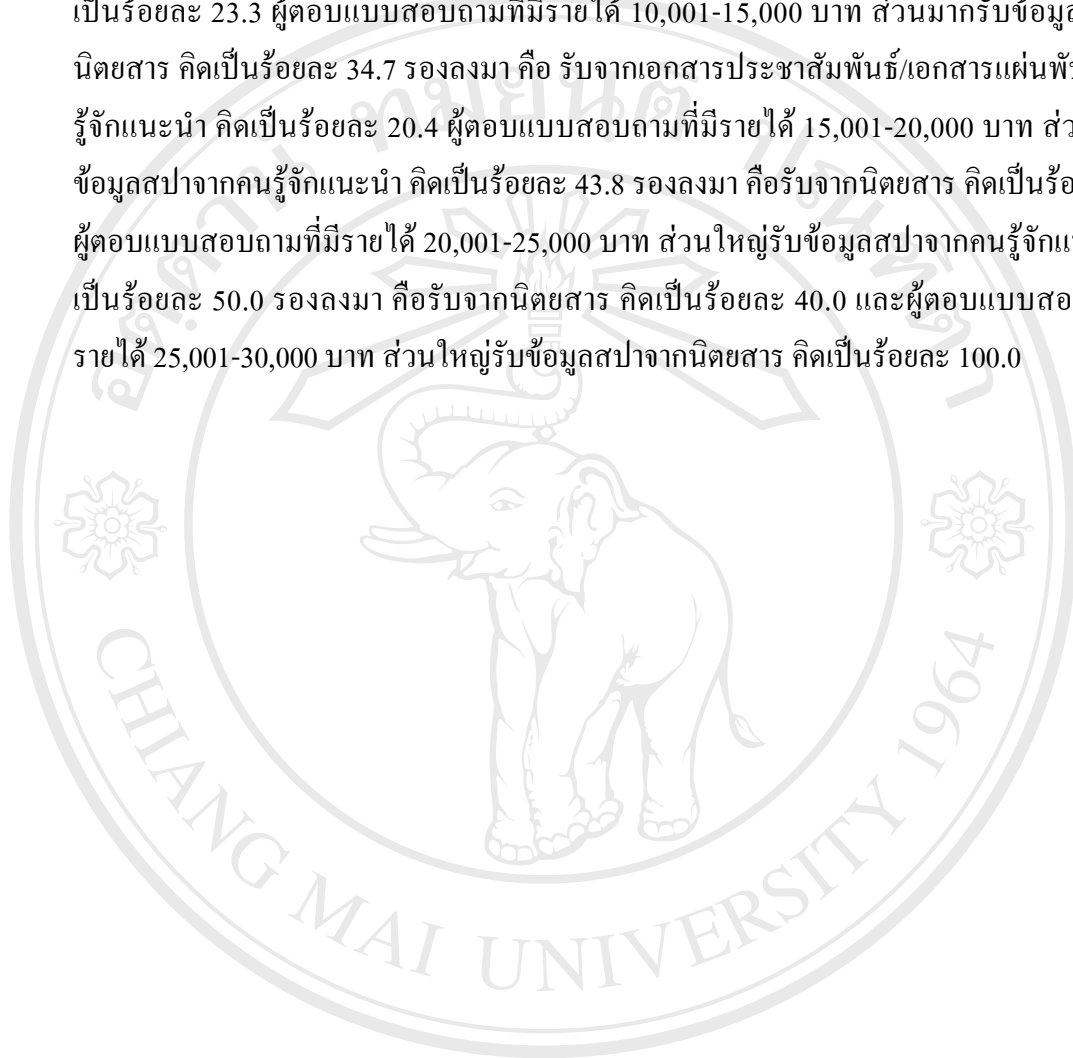 เป็นร้อยละ 23.3 ผู้ตอบแบบสอบถามที่มีรายได้ 10,001-15,000 บาท ส่วนมากรับข้อมูล
นิตยสาร คิดเป็นร้อยละ 34.7 รองลงมา คือ รับจากเอกสารประชาสัมพันธ์/เอกสารแผ่นพั
รู้จักแนะนำ คิดเป็นร้อยละ 20.4 ผู้ตอบแบบสอบถามที่มีรายได้ 15,001-20,000 บาท ส่ว
ข้อมูลสปาจากคนรู้จักแนะนำ คิดเป็นร้อยละ 43.8 รองลงมา คือรับจากนิตยสาร คิดเป็นร้อ
ผู้ตอบแบบสอบถามที่มีรายได้ 20,001-25,000 บาท ส่วนใหญ่รับข้อมูลสปาจากคนรู้จักแ
เป็นร้อยละ 50.0 รองลงมา คือรับจากนิตยสาร คิดเป็นร้อยละ 40.0 และผู้ตอบแบบสอ
รายได้ 25,001-30,000 บาท ส่วนใหญ่รับข้อมูลสปาจากนิตยสาร คิดเป็นร้อยละ 100.0
CHIANG MAI UNIVERSITY 1964